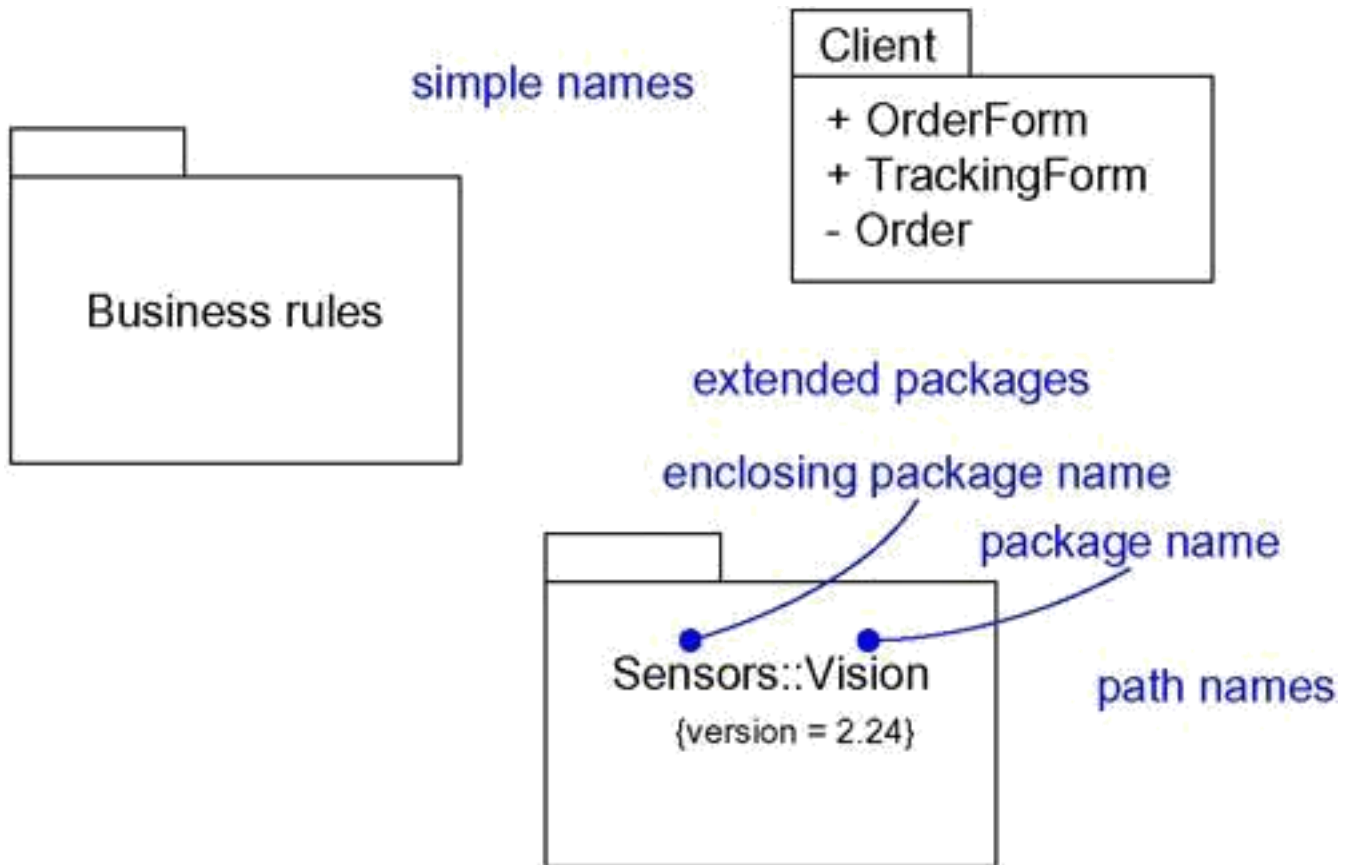 Client
simple names
+ OrderForm
+ TrackingForm
- Order
Business rules
extended packages
enclosing package name
package name
Sensors::Vision
path names
{version = 2.24}